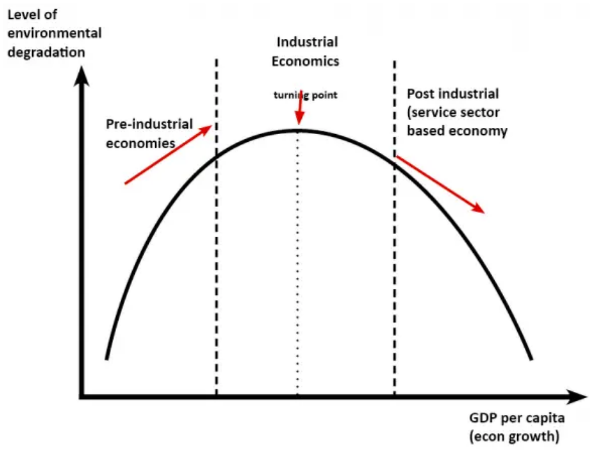 Level of
environmental
degradation
Industrial
Economics
turning point
Pre-industrial
economies
Post industrial
(service sector
based economy
GDP per capita
(econ growth)